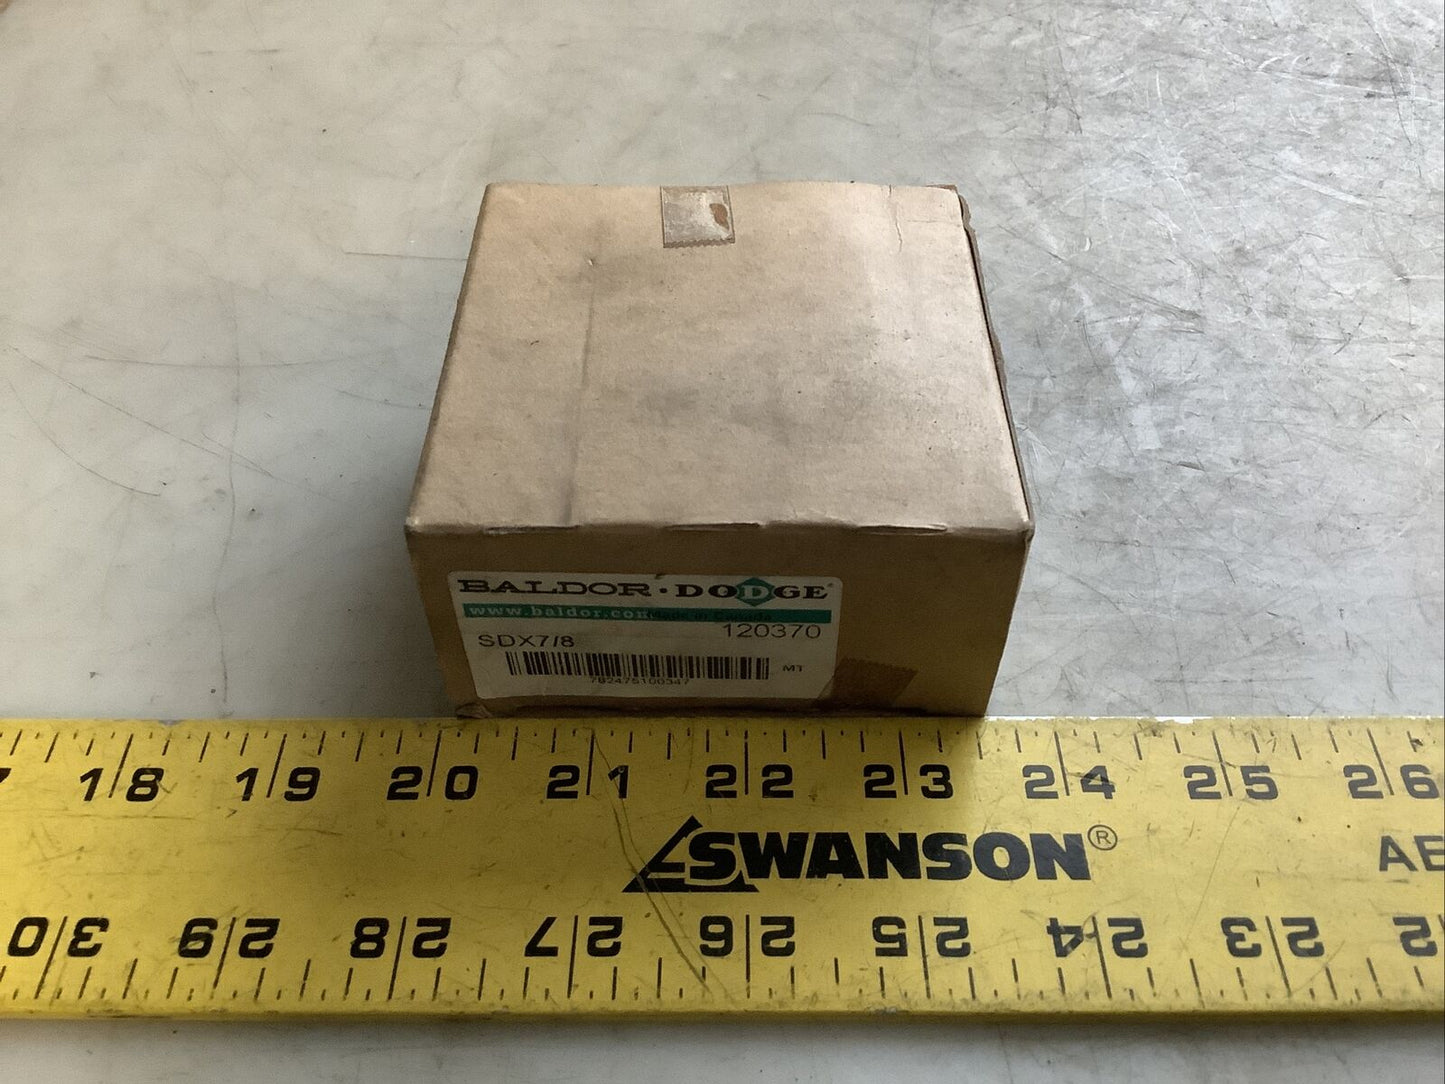 BALDOR · DODGE®
www.baldor.com Made in Canada
120370
SDX7/8
M1
782475100347
18 19 20 21 22 23 24 25 26
SWANSON®
30 29 28 27 26 25 24 23